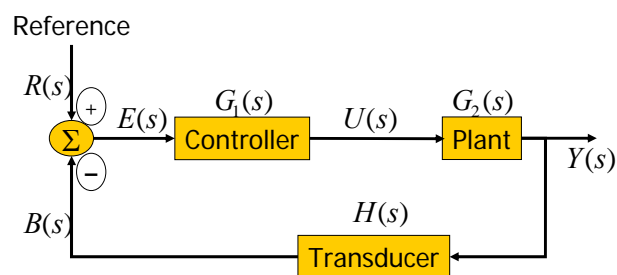 Reference
R(s)
+
E(s)
G₁(s)
Controller
U(s)
G₂(s)
Plant
Y(s)
Σ
−
B(s)
H(s)
Transducer